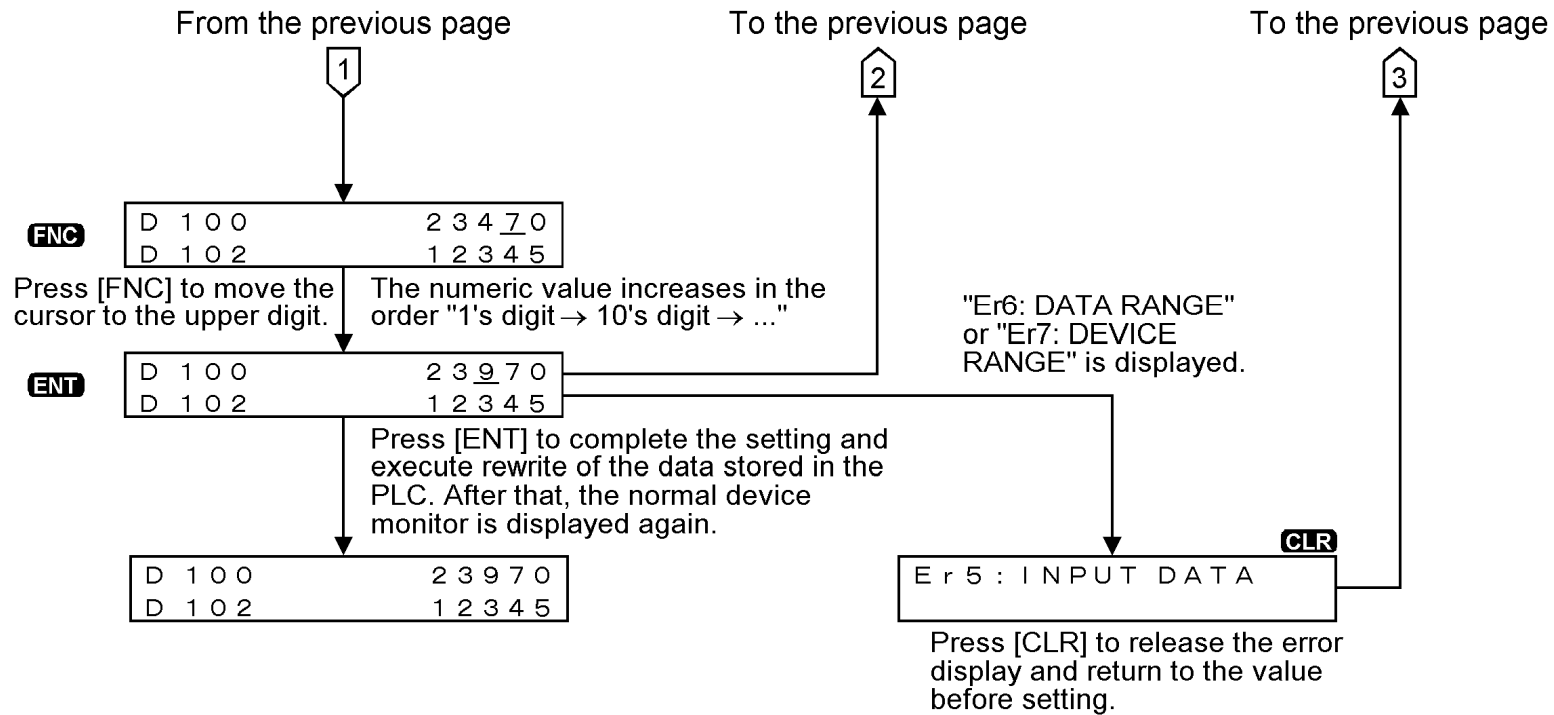 From the previous page
To the previous page
To the previous page
1
2
3
FNC
D 100 23470
D 102 12345
Press [FNC] to move the
cursor to the upper digit.
The numeric value increases in the
order "1's digit → 10's digit → ..."
"Er6: DATA RANGE"
or "Er7: DEVICE
RANGE" is displayed.
ENT
D 100 23970
D 102 12345
Press [ENT] to complete the setting and
execute rewrite of the data stored in the
PLC. After that, the normal device
monitor is displayed again.
D 100 23970
D 102 12345
CLR
Er5:INPUT DATA
Press [CLR] to release the error
display and return to the value
before setting.